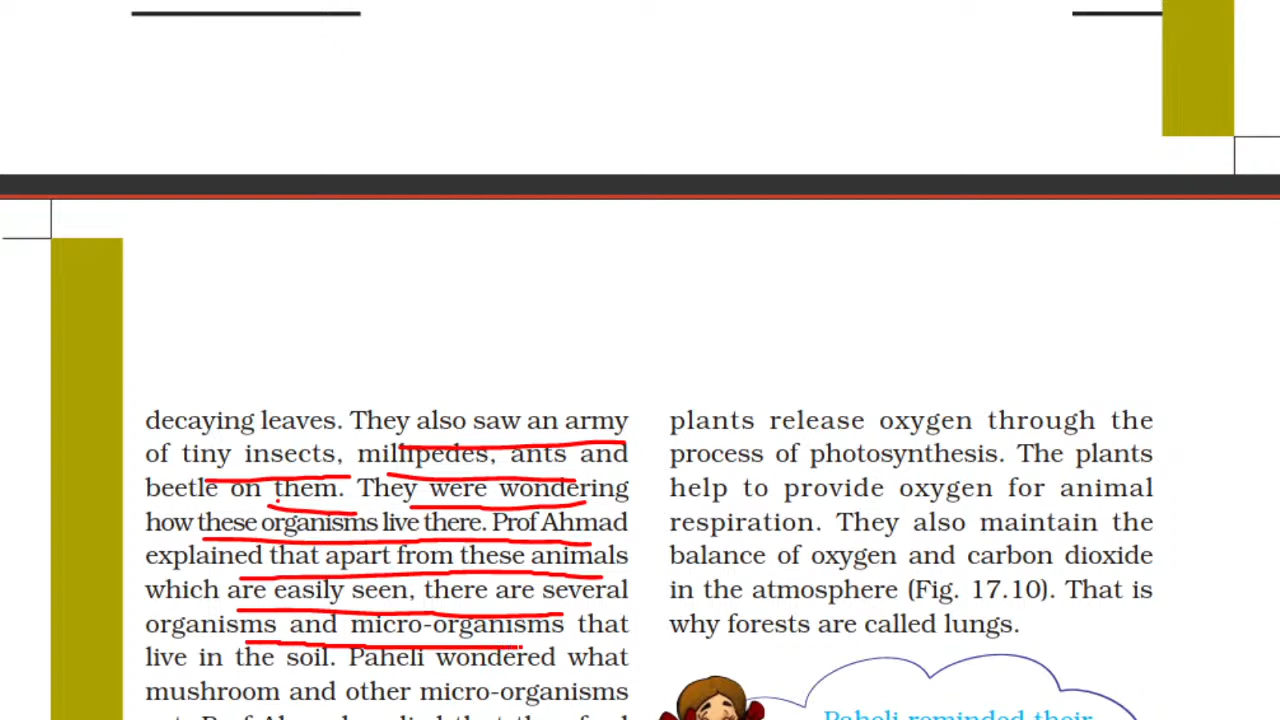 decaying leaves. They also saw an army
of tiny insects, millipedes, ants and
beetle on them. They were wondering
how these organisms live there. Prof Ahmad
explained that apart from these animals
which are easily seen, there are several
organisms and micro-organisms that
live in the soil. Paheli wondered what
mushroom and other micro-organisms
plants release oxygen through the
process of photosynthesis. The plants
help to provide oxygen for animal
respiration. They also maintain the
balance of oxygen and carbon dioxide
in the atmosphere (Fig. 17.10). That is
why forests are called lungs.
Paheli reminded their